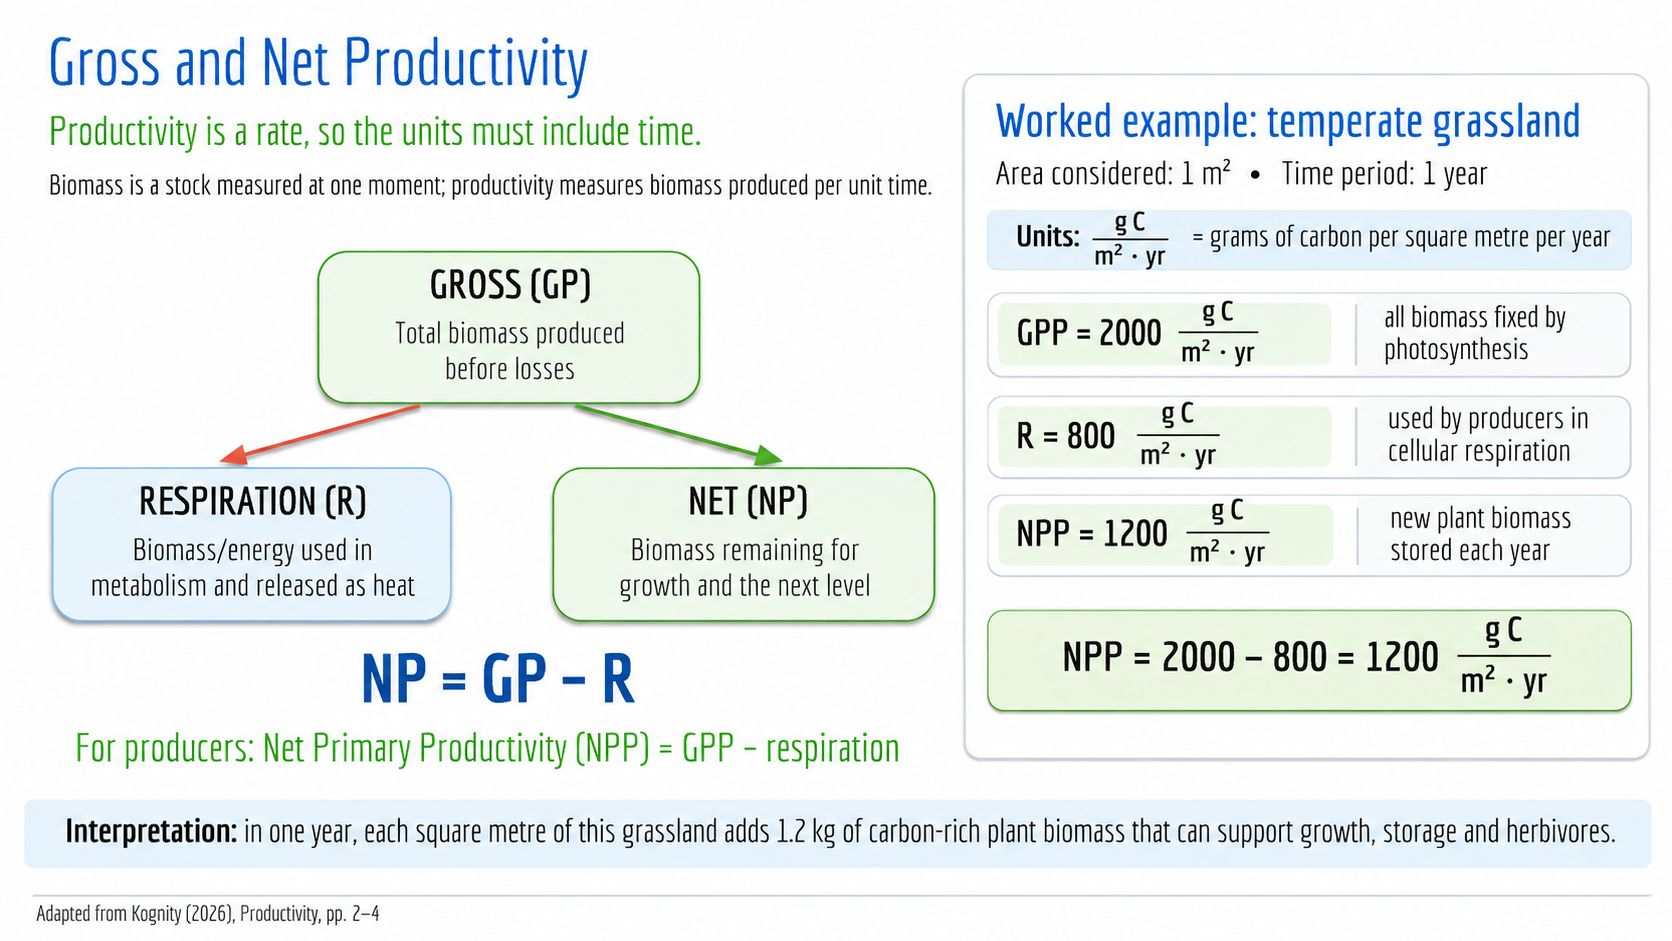 Gross and Net Productivity
Productivity is a rate, so the units must include time.
Biomass is a stock measured at one moment; productivity measures biomass produced per unit time.
GROSS (GP)
Total biomass produced
before losses
RESPIRATION (R)
Biomass/energy used in
metabolism and released as heat
NET (NP)
Biomass remaining for
growth and the next level
NP = GP – R
For producers: Net Primary Productivity (NPP) = GPP – respiration
Worked example: temperate grassland
Area considered: 1 m² • Time period: 1 year
Units: g C / m² · yr = grams of carbon per square metre per year
GPP = 2000 g C / m² · yr
all biomass fixed by
photosynthesis
R = 800 g C / m² · yr
used by producers in
cellular respiration
NPP = 1200 g C / m² · yr
new plant biomass
stored each year
NPP = 2000 – 800 = 1200 g C / m² · yr
Interpretation: in one year, each square metre of this grassland adds 1.2 kg of carbon-rich plant biomass that can support growth, storage and herbivores.
Adapted from Kognity (2026), Productivity, pp. 2–4